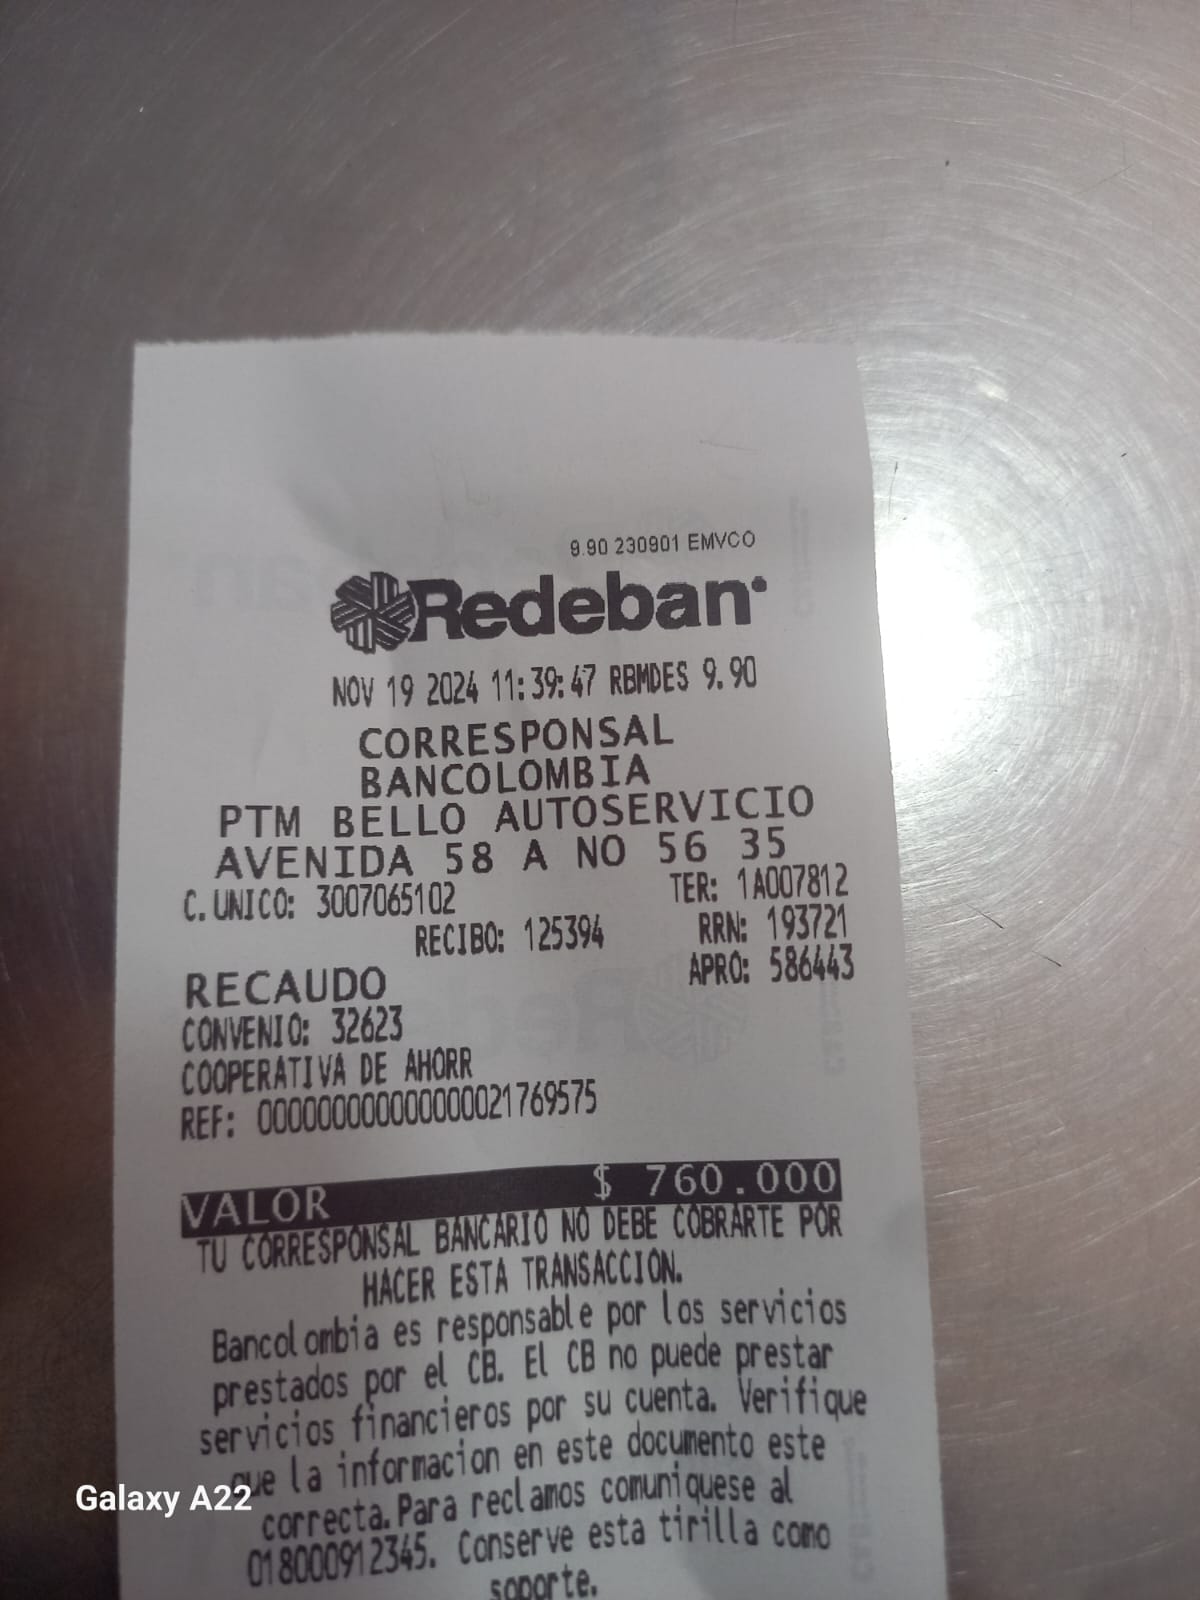 9.90 230901 EMVCO
Redeban
NOV 19 2024 11:39:47 RBMDES 9.90
CORRESPONSAL
BANCOLOMBIA
PTM BELLO AUTOSERVICIO
AVENIDA 58 A NO 56 35
C.UNICO: 3007065102 TER: 1A007812
RECIBO: 125394 RRN: 193721
RECAUDO APRO: 586443
CONVENIO: 32623
COOPERATIVA DE AHORR
REF: 0000000000000000021769575
VALOR $ 760.000
TU CORRESPONSAL BANCARIO NO DEBE COBRARTE POR
HACER ESTA TRANSACCION.
Bancolombia es responsable por los servicios
prestados por el CB. El CB no puede prestar
servicios financieros por su cuenta. Verifique
que la informacion en este documento este
correcta.Para reclamos comuniquese al
018000912345. Conserve esta tirilla como
soporte.
Galaxy A22